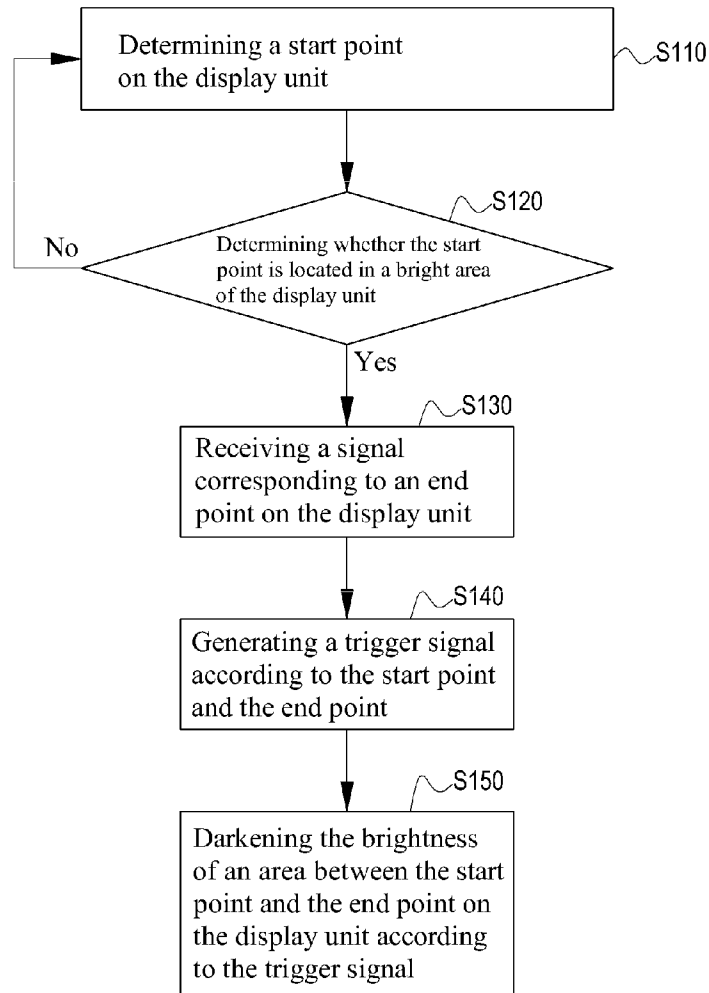 Determining a start point
on the display unit
S110
S120
Determining whether the start
point is located in a bright area
of the display unit
No
Yes
S130
Receiving a signal
corresponding to an end
point on the display unit
S140
Generating a trigger signal
according to the start point
and the end point
S150
Darkening the brightness
of an area between the start
point and the end point on
the display unit according
to the trigger signal